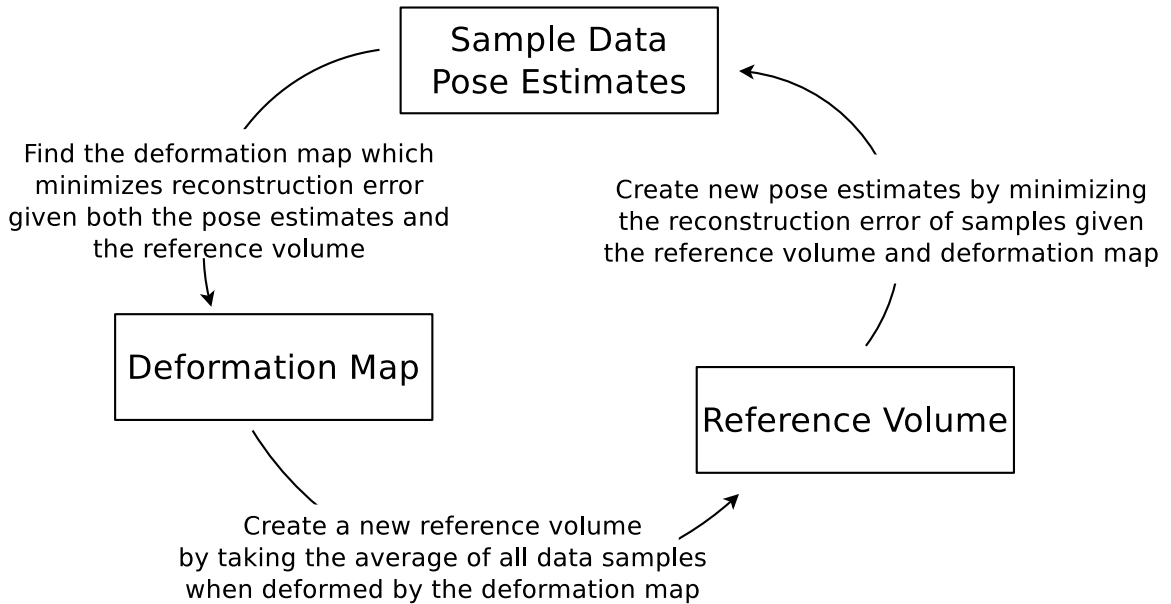 Sample Data
Pose Estimates
Find the deformation map which
minimizes reconstruction error
given both the pose estimates and
the reference volume
Create new pose estimates by minimizing
the reconstruction error of samples given
the reference volume and deformation map
Deformation Map
Reference Volume
Create a new reference volume
by taking the average of all data samples
when deformed by the deformation map